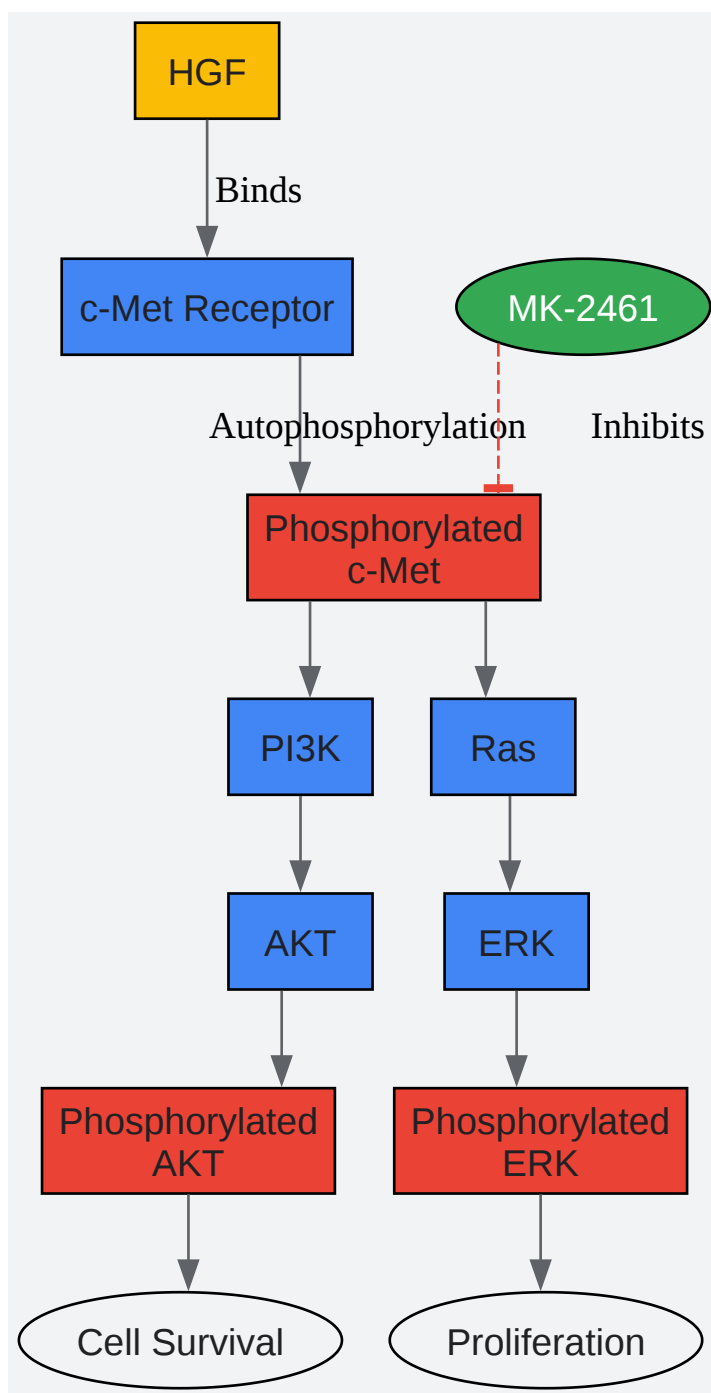 HGF
Binds
c-Met Receptor
MK-2461
Autophosphorylation
Inhibits
Phosphorylated
c-Met
PI3K
Ras
AKT
ERK
Phosphorylated
AKT
Phosphorylated
ERK
Cell Survival
Proliferation